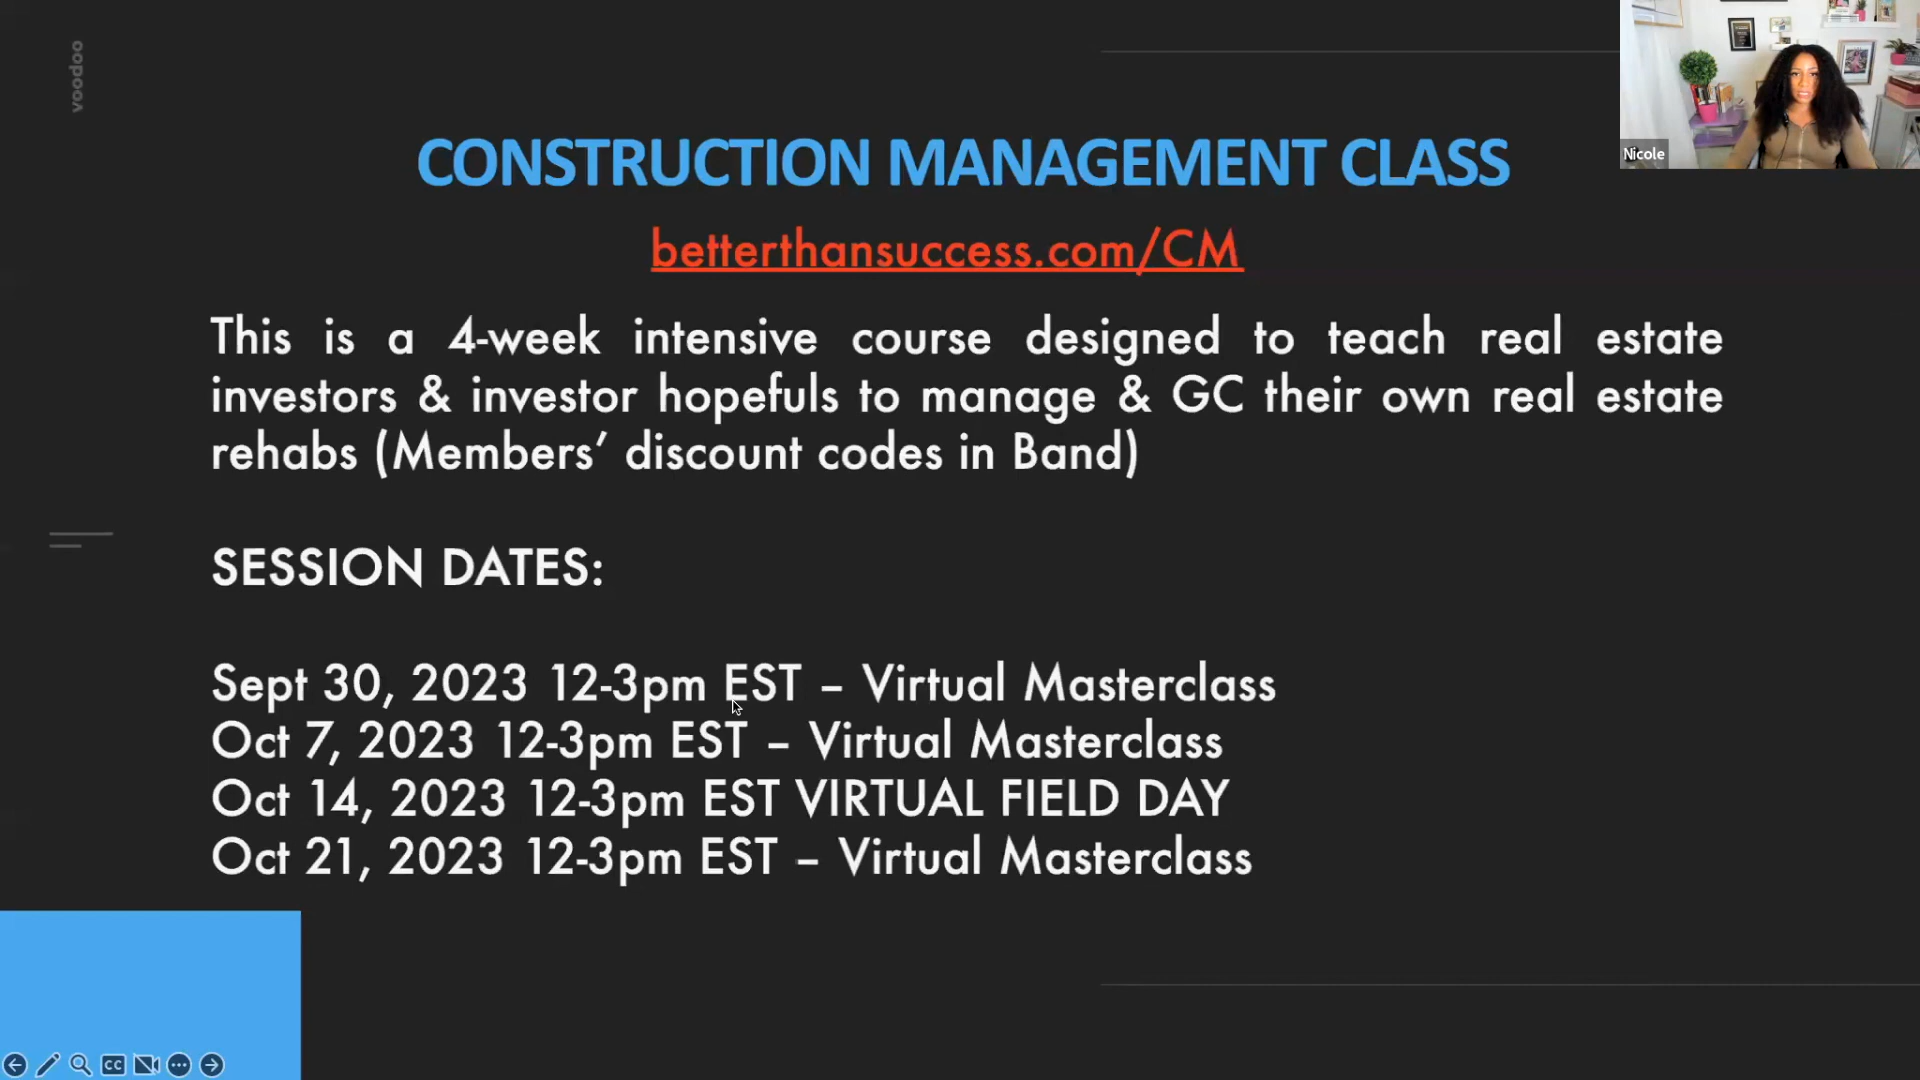 voodoo
Nicole
CONSTRUCTION MANAGEMENT CLASS
betterthansuccess.com/CM
This is a 4-week intensive course designed to teach real estate
investors & investor hopefuls to manage & GC their own real estate
rehabs (Members’ discount codes in Band)
SESSION DATES:
Sept 30, 2023 12-3pm EST – Virtual Masterclass
Oct 7, 2023 12-3pm EST – Virtual Masterclass
Oct 14, 2023 12-3pm EST VIRTUAL FIELD DAY
Oct 21, 2023 12-3pm EST – Virtual Masterclass
CC